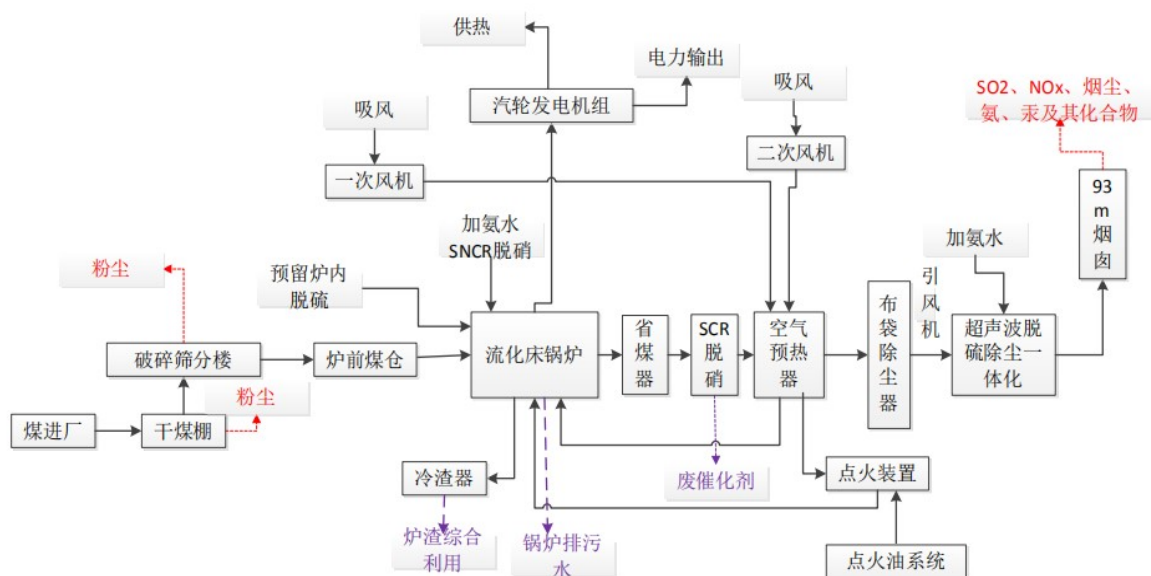 供热
电力输出
吸风
汽轮发电机组
吸风
SO2、NOx、烟尘、
氨、汞及其化合物
一次风机
二次风机
93
m
烟
囱
加氨水
SNCR脱硝
加氨水
粉尘
预留炉内
脱硫
引
风
机
布
袋
除
尘
器
破碎筛分楼
炉前煤仓
流化床锅炉
省
煤
器
SCR
脱
硝
空气
预热
器
超声波脱
硫除尘一
体化
粉尘
煤进厂
干煤棚
冷渣器
废催化剂
点火装置
炉渣综合
利用
锅炉排污
水
点火油系统